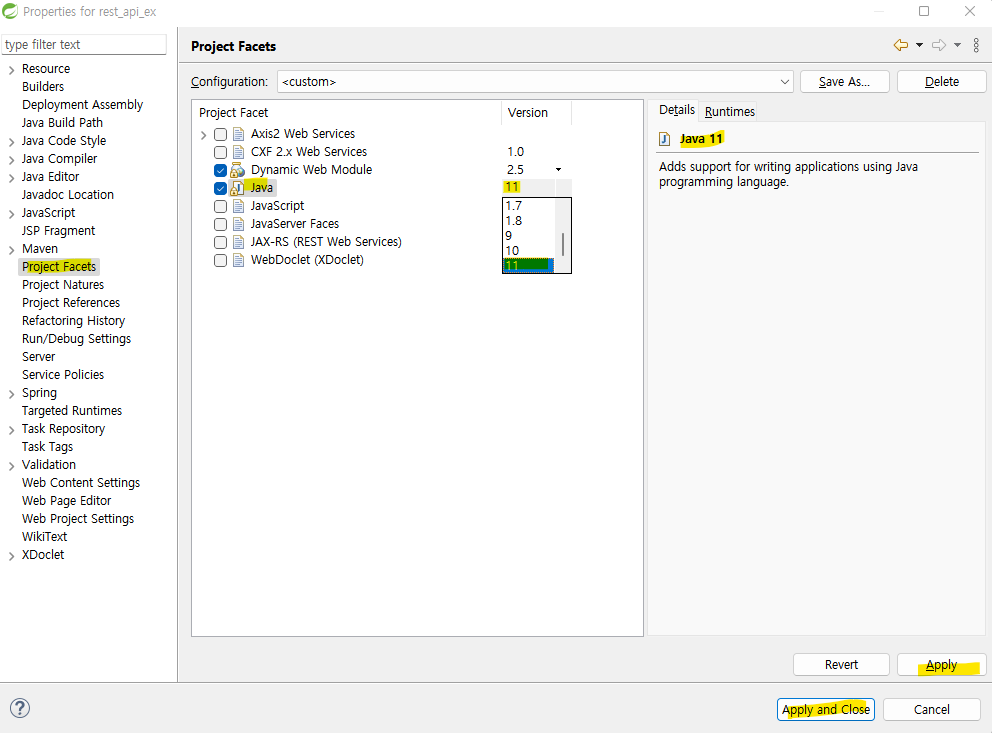 Properties for rest_api_ex
type filter text
Resource
Builders
Deployment Assembly
Java Build Path
Java Code Style
Java Compiler
Java Editor
Javadoc Location
JavaScript
JSP Fragment
Maven
Project Facets
Project Natures
Project References
Refactoring History
Run/Debug Settings
Server
Service Policies
Spring
Targeted Runtimes
Task Repository
Task Tags
Validation
Web Content Settings
Web Page Editor
Web Project Settings
WikiText
XDoclet
Project Facets
Configuration: <custom> Save As... Delete
Project Facet Version
Axis2 Web Services
CXF 2.x Web Services 1.0
Dynamic Web Module 2.5
Java 11
JavaScript
JavaServer Faces
JAX-RS (REST Web Services)
WebDoclet (XDoclet)
1.7
1.8
9
10
11
Details Runtimes
Java 11
Adds support for writing applications using Java
programming language.
Revert Apply
? Apply and Close Cancel